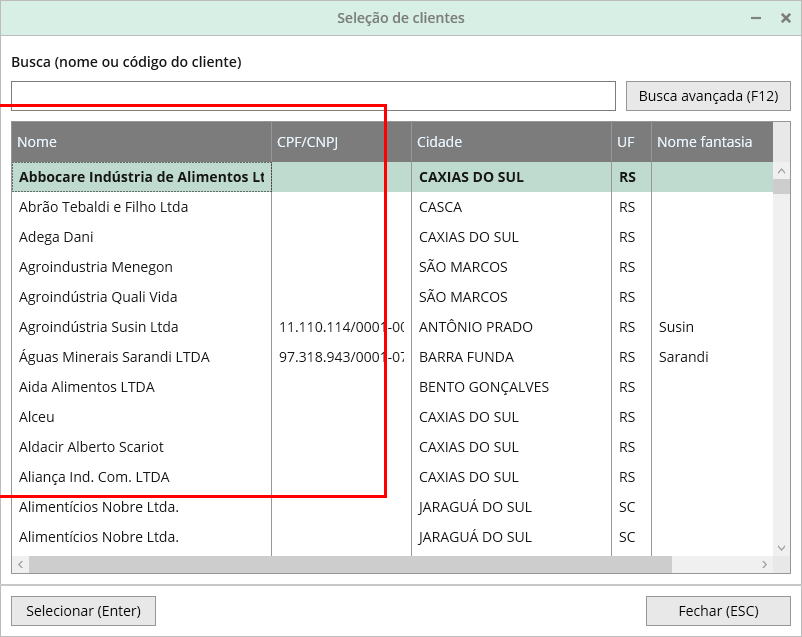 Seleção de clientes
Busca (nome ou código do cliente)
Busca avançada (F12)
Nome CPF/CNPJ Cidade UF Nome fantasia
Abbocare Indústria de Alimentos Lt CAXIAS DO SUL RS
Abrão Tebaldi e Filho Ltda CASCA RS
Adega Dani CAXIAS DO SUL RS
Agroindustria Menegon SÃO MARCOS RS
Agroindústria Quali Vida SÃO MARCOS RS
Agroindústria Susin Ltda 11.110.114/0001-00 ANTÔNIO PRADO RS Susin
Águas Minerais Sarandi LTDA 97.318.943/0001-07 BARRA FUNDA RS Sarandi
Aida Alimentos LTDA BENTO GONÇALVES RS
Alceu CAXIAS DO SUL RS
Aldacir Alberto Scariot CAXIAS DO SUL RS
Aliança Ind. Com. LTDA CAXIAS DO SUL RS
Alimentícios Nobre Ltda. JARAGUÁ DO SUL SC
Alimentícios Nobre Ltda. JARAGUÁ DO SUL SC
Selecionar (Enter) Fechar (ESC)